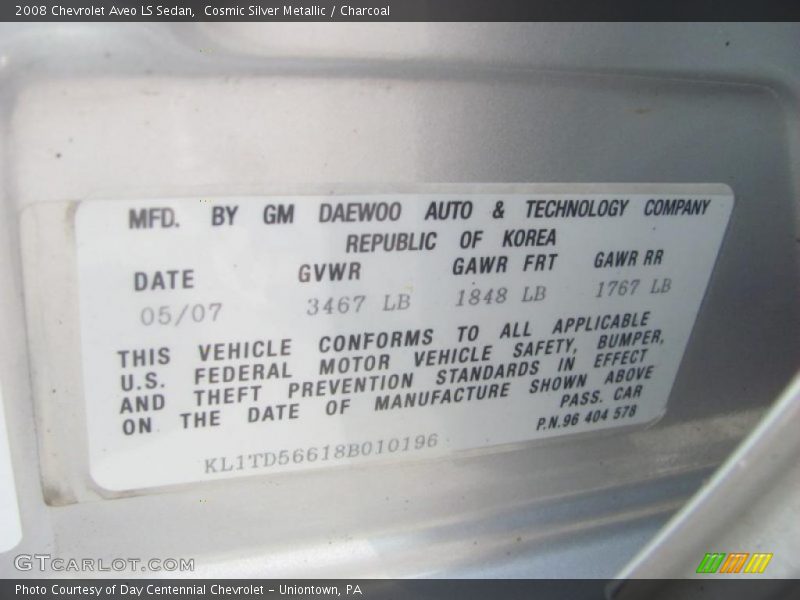 2008 Chevrolet Aveo LS Sedan,  Cosmic Silver Metallic / Charcoal
MFD. BY GM DAEWOO AUTO & TECHNOLOGY COMPANY
REPUBLIC OF KOREA
DATE GVWR GAWR FRT GAWR RR
05/07 3467 LB 1848 LB 1767 LB
THIS VEHICLE CONFORMS TO ALL APPLICABLE
U.S. FEDERAL MOTOR VEHICLE SAFETY, BUMPER,
AND THEFT PREVENTION STANDARDS IN EFFECT
ON THE DATE OF MANUFACTURE SHOWN ABOVE
PASS. CAR
KL1TD56618B010196 P.N.96 404 578
GTCARLOT.COM
Photo Courtesy of Day Centennial Chevrolet - Uniontown, PA